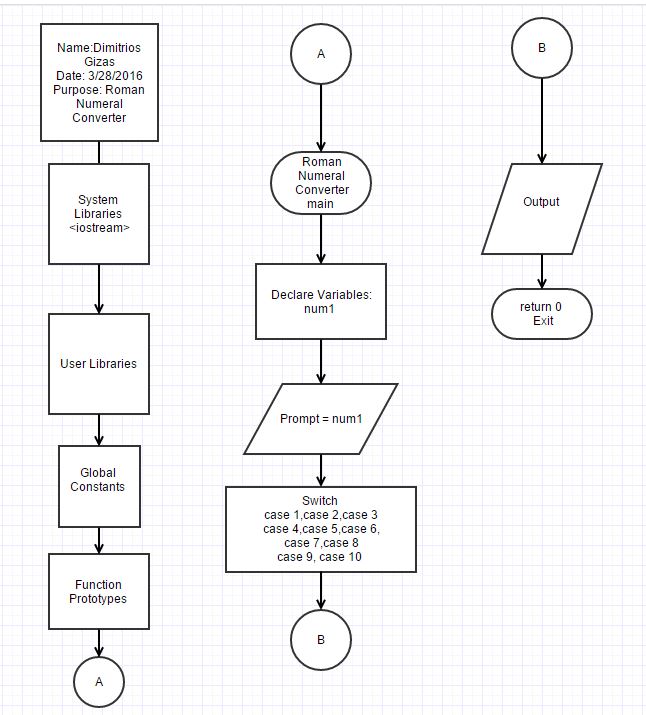 Name:Dimitrios
Gizas
Date: 3/28/2016
Purpose: Roman
Numeral
Converter
System
Libraries
<iostream>
User Libraries
Global
Constants
Function
Prototypes
A
A
Roman
Numeral
Converter
main
Declare Variables:
num1
Prompt = num1
Switch
case 1,case 2,case 3
case 4,case 5,case 6,
case 7,case 8
case 9, case 10
B
B
Output
return 0
Exit